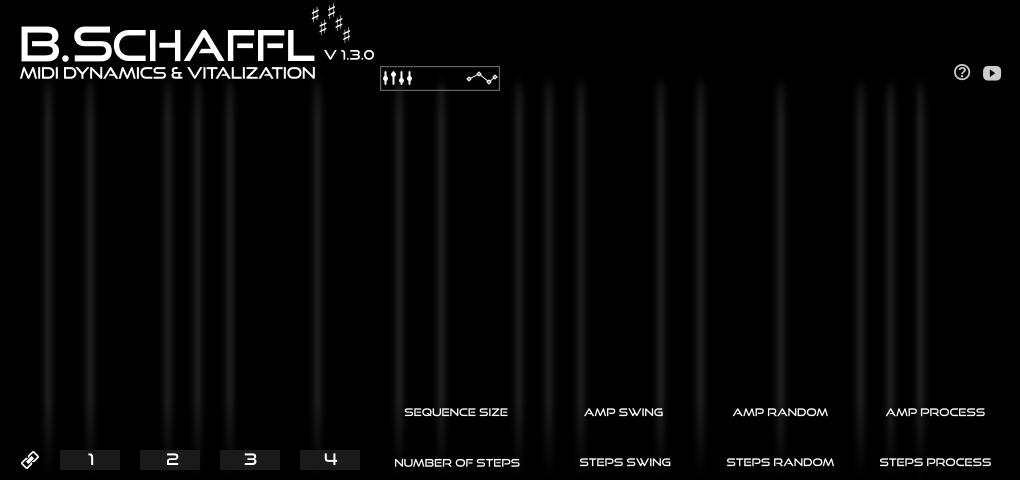 B.SCHAFFL
V 1.3.0
MIDI DYNAMICS & VITALIZATION
SEQUENCE SIZE AMP SWING AMP RANDOM AMP PROCESS
1 2 3 4 NUMBER OF STEPS STEPS SWING STEPS RANDOM STEPS PROCESS